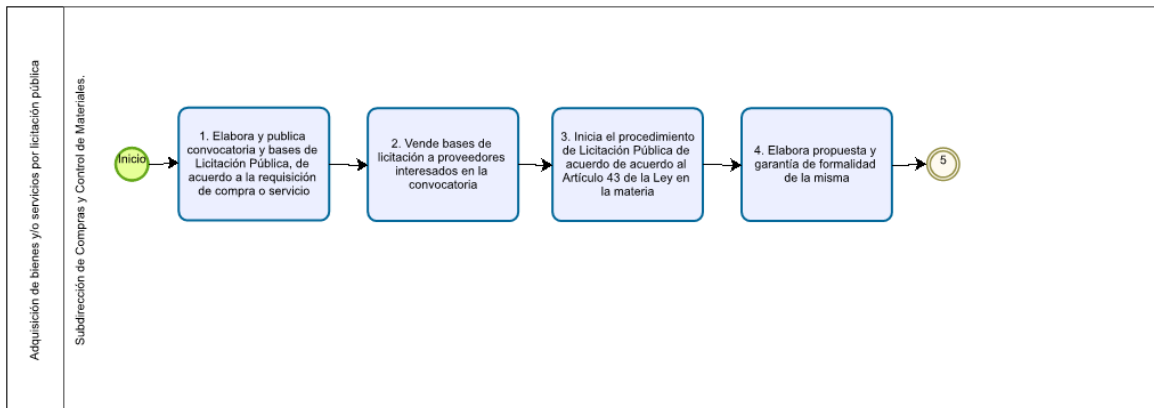 Adquisición de bienes y/o servicios por licitación pública
Subdirección de Compras y Control de Materiales.
Inicio
1. Elabora y publica
convocatoria y bases de
Licitación Pública, de
acuerdo a la requisición
de compra o servicio
2. Vende bases de
licitación a proveedores
interesados en la
convocatoria
3. Inicia el procedimiento
de Licitación Pública de
acuerdo de acuerdo al
Artículo 43 de la Ley en
la materia
4. Elabora propuesta y
garantía de formalidad
de la misma
5